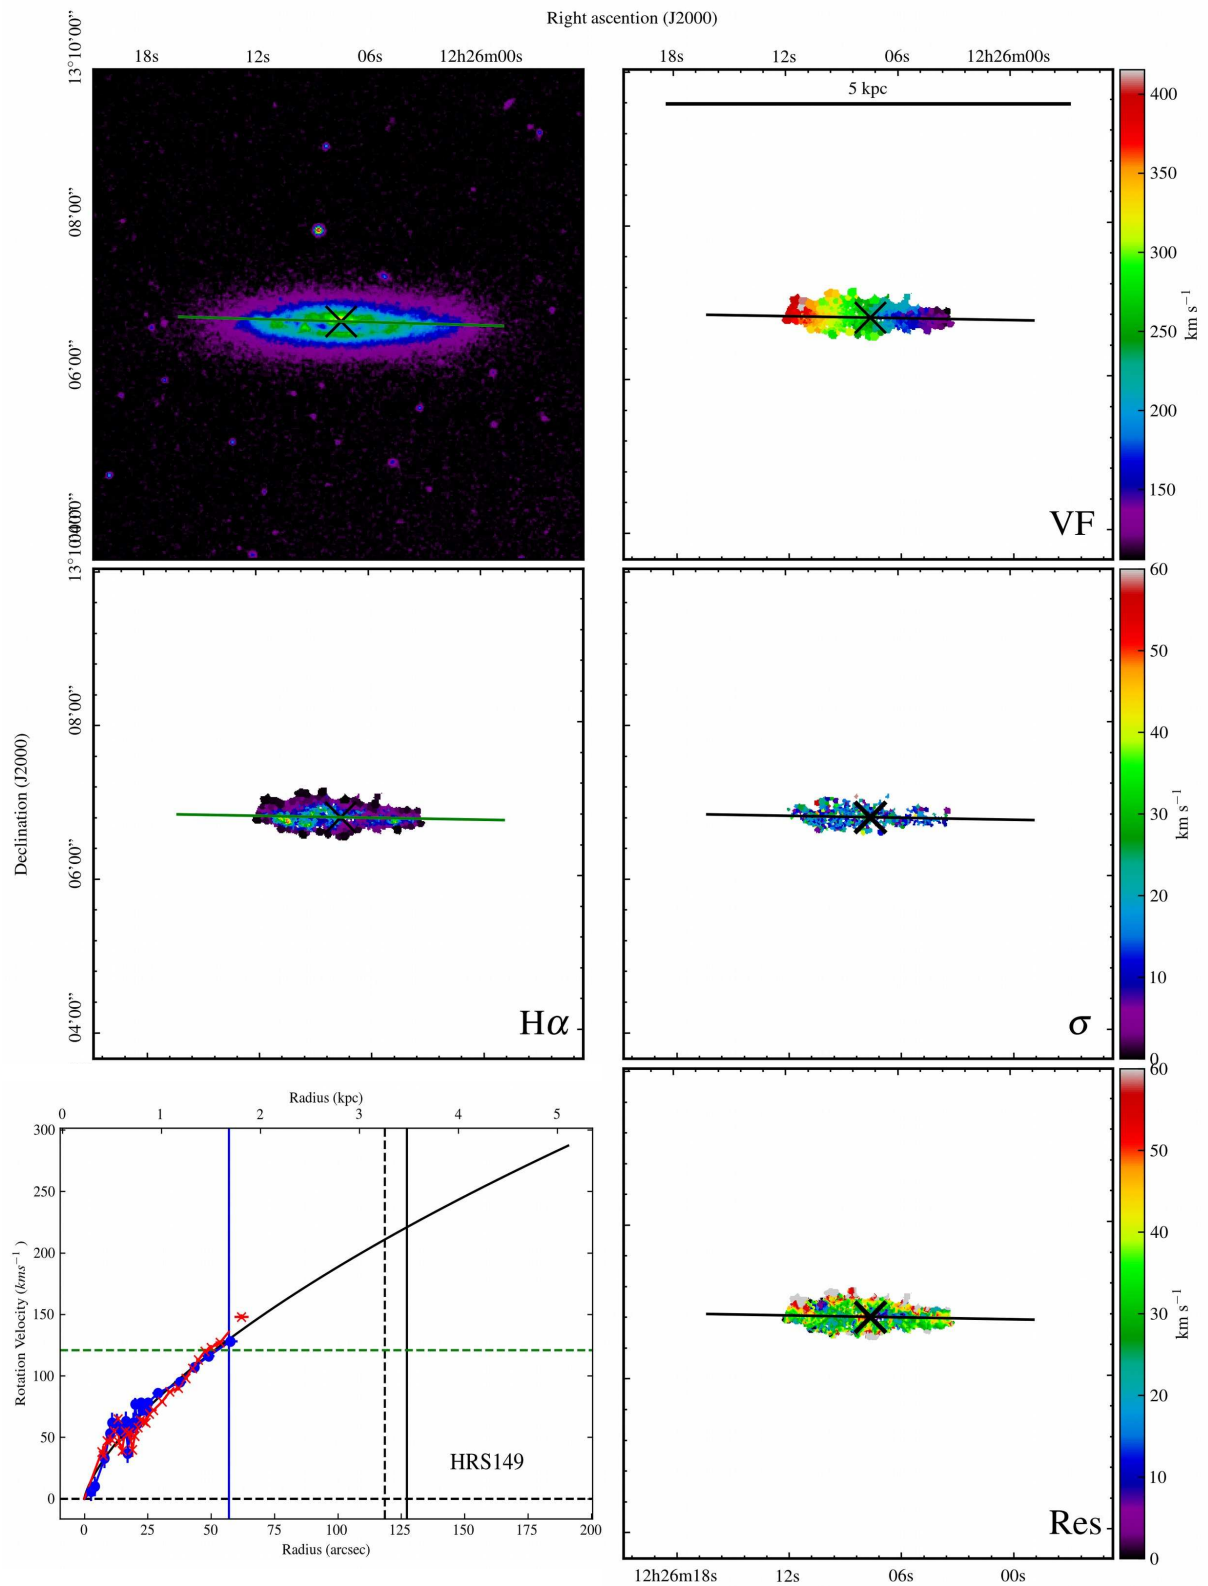 Right ascention (J2000)
18s 12s 06s 12h26m00s
18s 12s 06s 12h26m00s
13°10'00"
08'00"
06'00"
5 kpc
VF
400
350
300
250
200
150
km s⁻¹
Declination (J2000)
08'00"
06'00"
04'00"
Hα
σ
60
50
40
30
20
10
0
km s⁻¹
Radius (kpc)
0 1 2 3 4 5
300
250
200
150
100
50
0
Rotation Velocity (kms⁻¹)
HRS149
0 25 50 75 100 125 150 175 200
Radius (arcsec)
Res
60
50
40
30
20
10
0
km s⁻¹
12h26m18s 12s 06s 00s